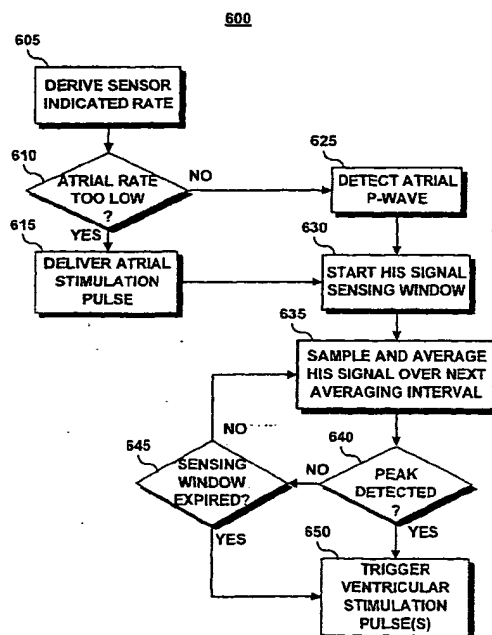 600
605
DERIVE SENSOR
INDICATED RATE
610
ATRIAL RATE
TOO LOW
?
NO
YES
615
DELIVER ATRIAL
STIMULATION
PULSE
625
DETECT ATRIAL
P-WAVE
630
START HIS SIGNAL
SENSING WINDOW
635
SAMPLE AND AVERAGE
HIS SIGNAL OVER NEXT
AVERAGING INTERVAL
640
PEAK
DETECTED
?
NO
YES
645
SENSING
WINDOW
EXPIRED?
NO
YES
650
TRIGGER
VENTRICULAR
STIMULATION
PULSE(S)